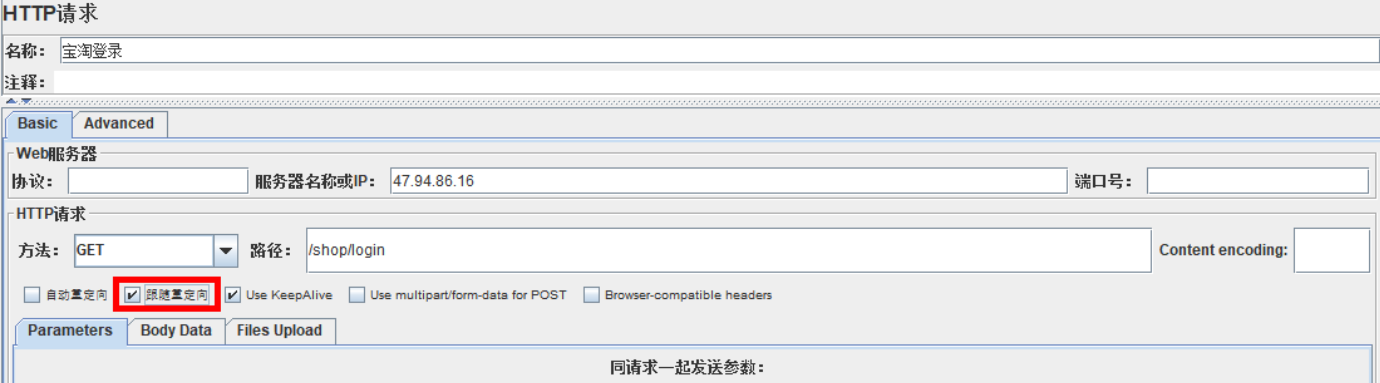 HTTP请求
名称： 宝淘登录
注释：
Basic Advanced
Web服务器
协议： 服务器名称或IP： 47.94.86.16 端口号：
HTTP请求
方法： GET 路径： /shop/login Content encoding:
自动重定向 跟随重定向 Use KeepAlive Use multipart/form-data for POST Browser-compatible headers
Parameters Body Data Files Upload
同请求一起发送参数：